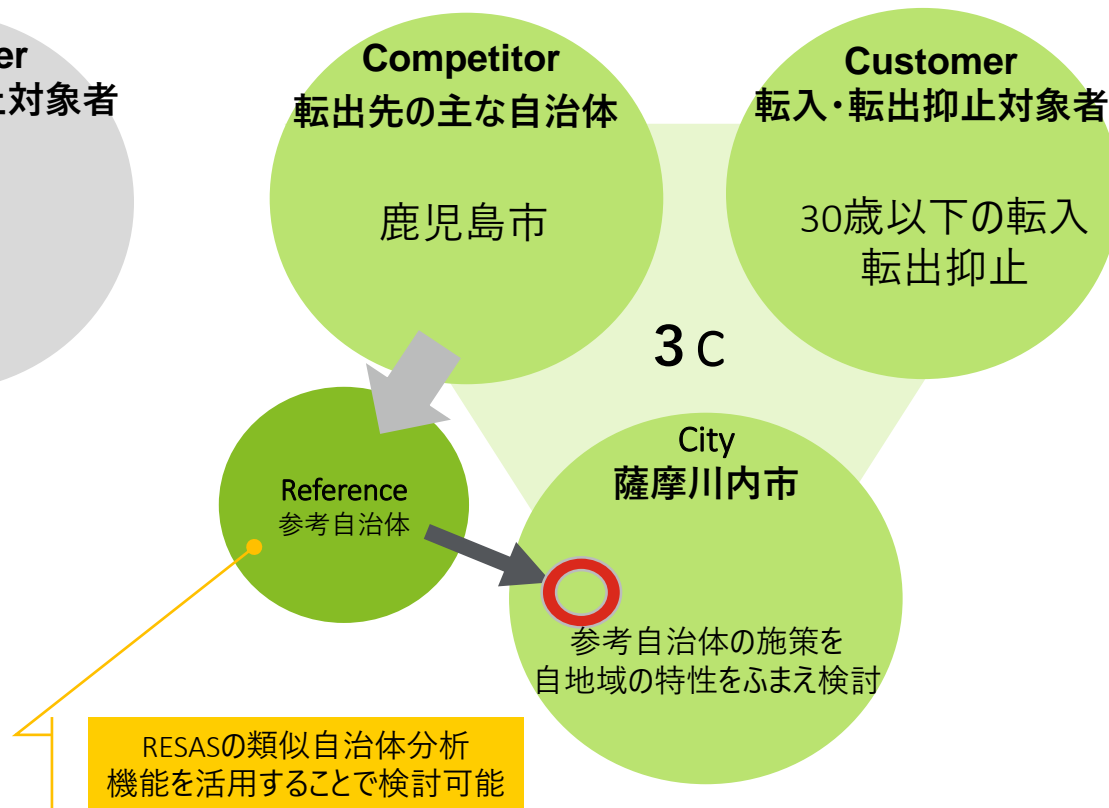 er
対象者
Competitor
転出先の主な自治体
鹿児島市
Customer
転入・転出抑止対象者
30歳以下の転入
転出抑止
3 C
Reference
参考自治体
City
薩摩川内市
参考自治体の施策を
自地域の特性をふまえ検討
RESASの類似自治体分析
機能を活用することで検討可能